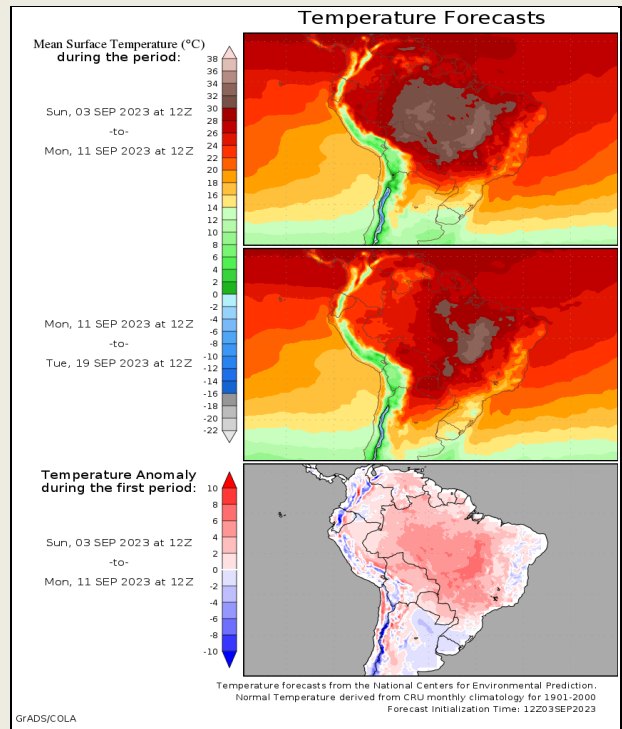 Temperature Forecasts
Mean Surface Temperature (°C)
during the period:
38
36
34
32
30
28
26
24
22
20
18
16
14
12
10
8
6
4
2
0
-2
-4
-6
-8
-10
-12
-14
-16
-18
-20
-22
Sun, 03 SEP 2023 at 12Z
-to-
Mon, 11 SEP 2023 at 12Z
Mon, 11 SEP 2023 at 12Z
-to-
Tue, 19 SEP 2023 at 12Z
Temperature Anomaly
during the first period:
10
8
6
4
2
0
-2
-4
-6
-8
-10
Sun, 03 SEP 2023 at 12Z
-to-
Mon, 11 SEP 2023 at 12Z
Temperature forecasts from the National Centers for Environmental Prediction.
Normal Temperature derived from CRU monthly climatology for 1901-2000
Forecast Initialization Time: 12Z03SEP2023
GrADS/COLA